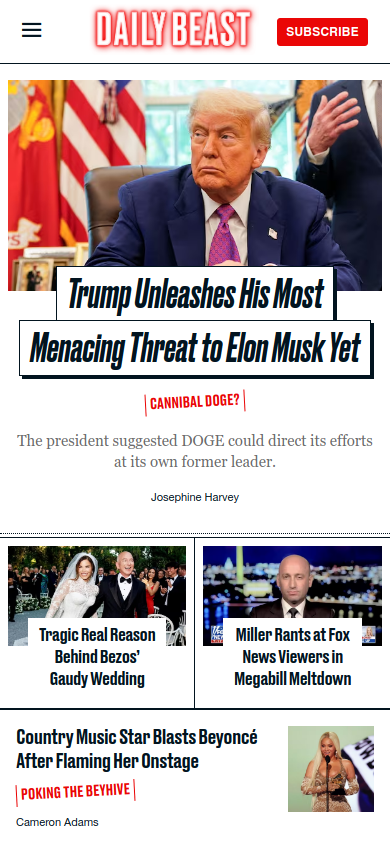 DAILY BEAST
SUBSCRIBE
Trump Unleashes His Most
Menacing Threat to Elon Musk Yet
CANNIBAL DOGE?
The president suggested DOGE could direct its efforts
at its own former leader.
Josephine Harvey
Tragic Real Reason
Behind Bezos’
Gaudy Wedding
Miller Rants at Fox
News Viewers in
Megabill Meltdown
Country Music Star Blasts Beyoncé
After Flaming Her Onstage
POKING THE BEYHIVE
Cameron Adams